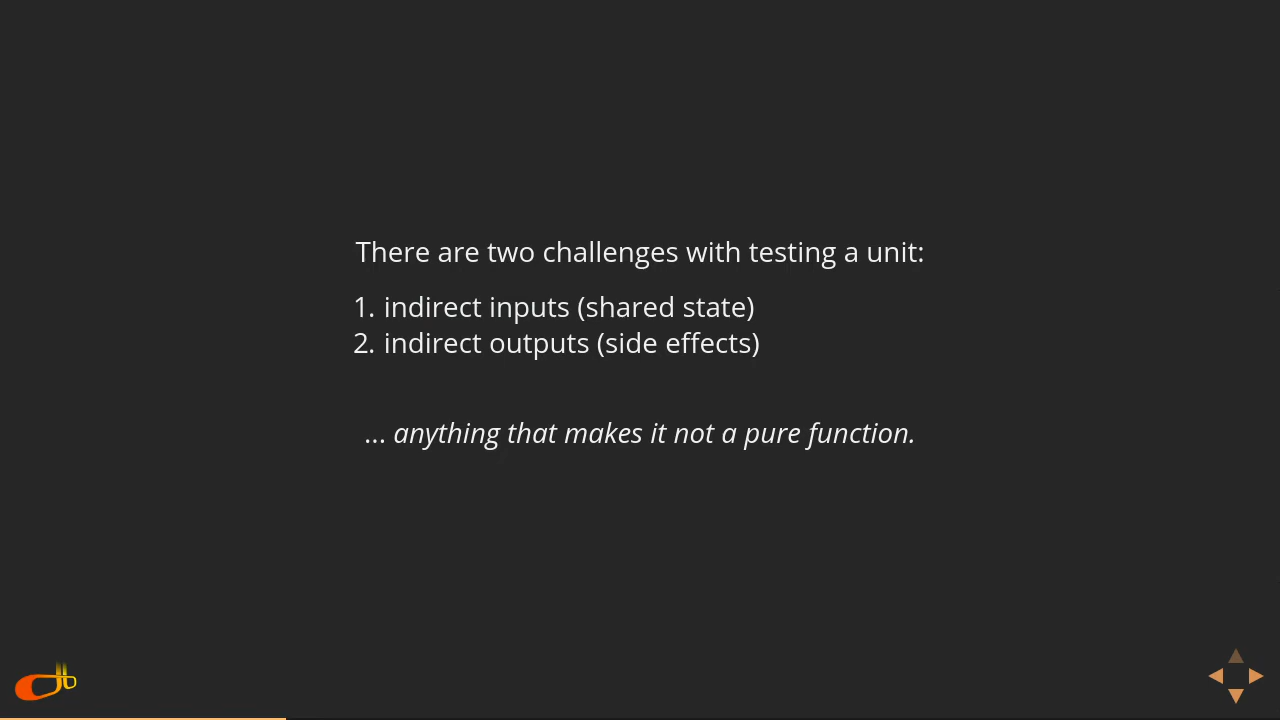 There are two challenges with testing a unit:
1. indirect inputs (shared state)
2. indirect outputs (side effects)
... anything that makes it not a pure function.